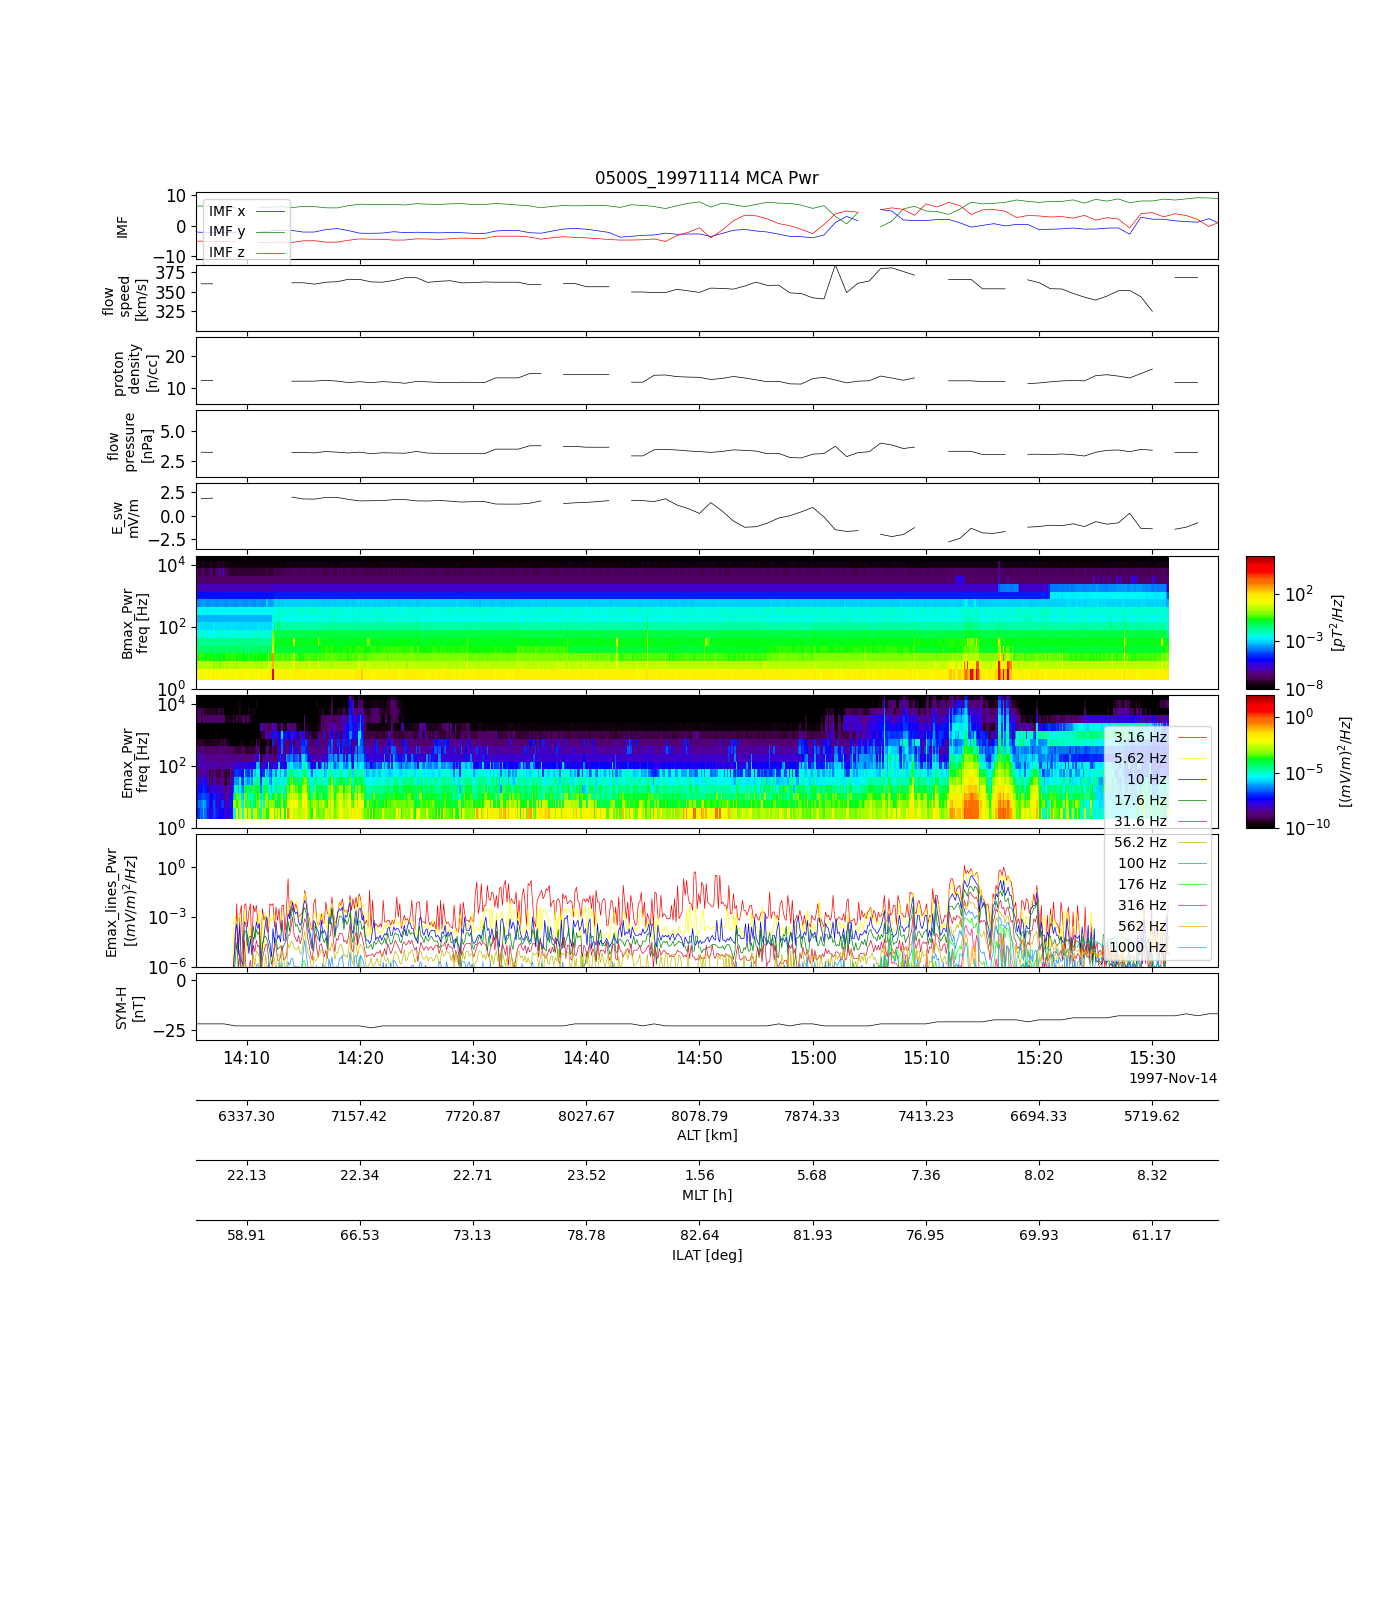 0500S_19971114 MCA Pwr
10
0
−10
IMF
IMF x
IMF y
IMF z
375
350
325
flow
speed
[km/s]
20
10
proton
density
[n/cc]
5.0
2.5
flow
pressure
[nPa]
2.5
0.0
−2.5
E_sw
mV/m
10^4
10^2
10^0
Bmax_Pwr
freq [Hz]
10^2
10^−3
10^−8
[pT^2/Hz]
10^4
10^2
10^0
Emax_Pwr
freq [Hz]
10^0
10^−5
10^−10
[(mV/m)^2/Hz]
3.16 Hz
5.62 Hz
10 Hz
17.6 Hz
31.6 Hz
56.2 Hz
100 Hz
176 Hz
316 Hz
562 Hz
1000 Hz
10^0
10^−3
10^−6
Emax_lines_Pwr
[(mV/m)^2/Hz]
0
−25
SYM-H
[nT]
14:10 14:20 14:30 14:40 14:50 15:00 15:10 15:20 15:30
1997-Nov-14
6337.30 7157.42 7720.87 8027.67 8078.79 7874.33 7413.23 6694.33 5719.62
ALT [km]
22.13 22.34 22.71 23.52 1.56 5.68 7.36 8.02 8.32
MLT [h]
58.91 66.53 73.13 78.78 82.64 81.93 76.95 69.93 61.17
ILAT [deg]